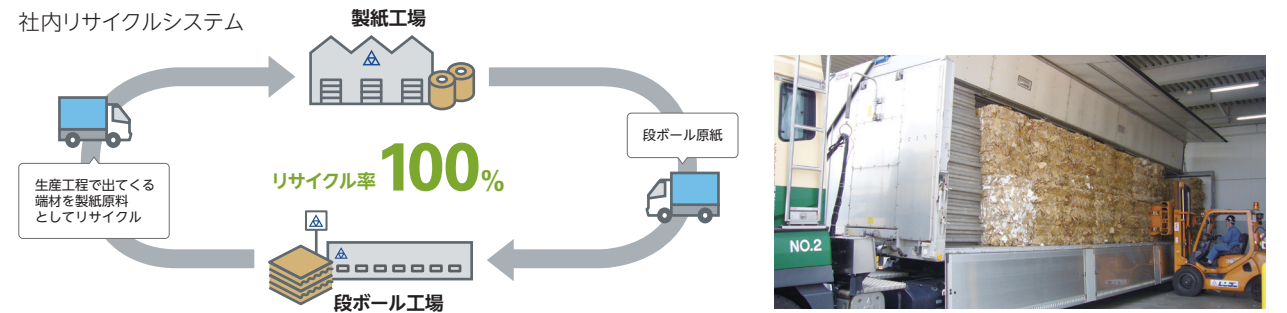 社内リサイクルシステム
製紙工場
段ボール原紙
リサイクル率 100%
生産工程で出てくる
端材を製紙原料
としてリサイクル
段ボール工場
NO.2